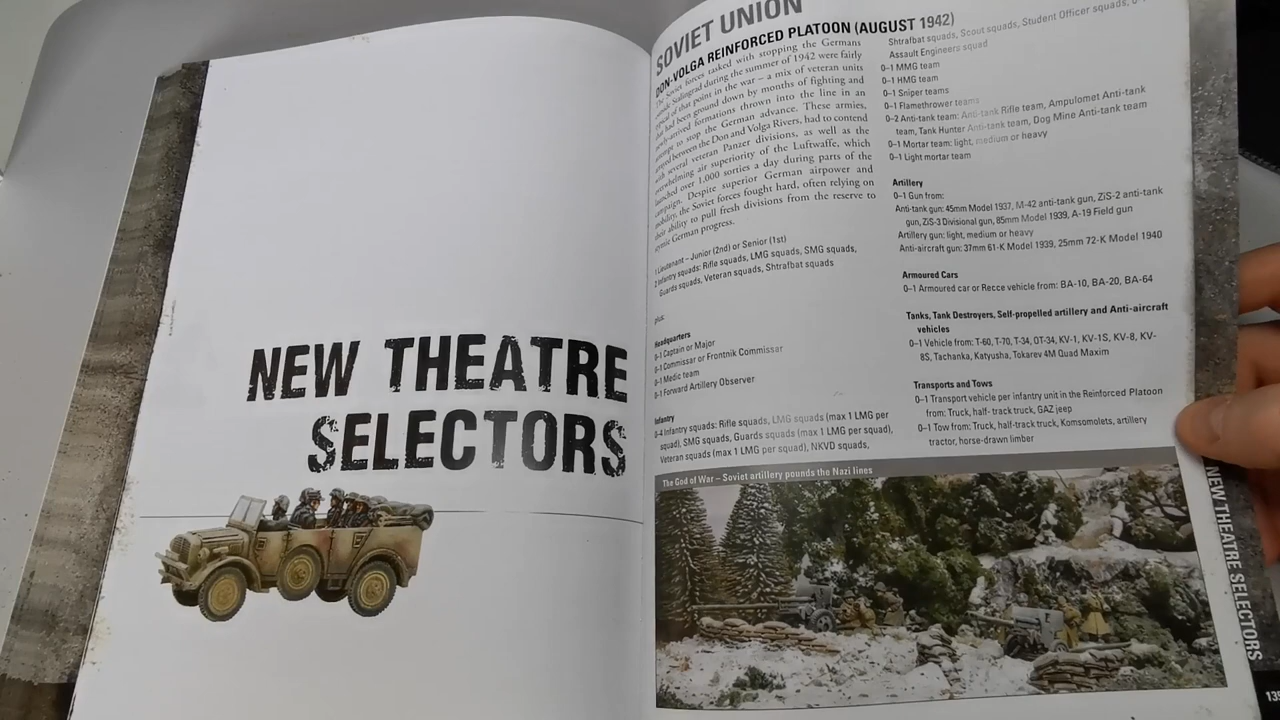 NEW THEATRE
SELECTORS
SOVIET UNION
DON-VOLGA REINFORCED PLATOON (AUGUST 1942)
The Soviet forces tasked with stopping the Germans
outside Stalingrad during the summer of 1942 were fairly
typical of that point in the war – a mix of veteran units
that had been ground down by months of fighting and
newly-arrived formations thrown into the line in an
attempt to stop the German advance. These armies,
between the Don and Volga Rivers, had to contend
with several veteran Panzer divisions, as well as the
overwhelming air superiority of the Luftwaffe, which
launched over 1,000 sorties a day during parts of the
campaign. Despite superior German airpower and
mobility, the Soviet forces fought hard, often relying on
their ability to pull fresh divisions from the reserve to
German progress.
1 Lieutenant – Junior (2nd) or Senior (1st)
2 Infantry squads: Rifle squads, LMG squads, SMG squads,
Guards squads, Veteran squads, Shtrafbat squads
plus:
Headquarters
0–1 Captain or Major
0–1 Commissar or Frontnik Commissar
0–1 Medic team
0–1 Forward Artillery Observer
Infantry
0–4 Infantry squads: Rifle squads, LMG squads (max 1 LMG per
squad), SMG squads, Guards squads (max 1 LMG per squad),
Veteran squads (max 1 LMG per squad), NKVD squads,
Shtrafbat squads, Scout squads, Student Officer squads, 0–1
Assault Engineers squad
0–1 MMG team
0–1 HMG team
0–1 Sniper teams
0–1 Flamethrower teams
0–2 Anti-tank team: Anti-tank Rifle team, Ampulomet Anti-tank
team, Tank Hunter Anti-tank team, Dog Mine Anti-tank team
0–1 Mortar team: light, medium or heavy
0–1 Light mortar team
Artillery
0–1 Gun from:
Anti-tank gun: 45mm Model 1937, M-42 anti-tank gun, ZiS-2 anti-tank
gun, ZiS-3 Divisional gun, 85mm Model 1939, A-19 Field gun
Artillery gun: light, medium or heavy
Anti-aircraft gun: 37mm 61-K Model 1939, 25mm 72-K Model 1940
Armoured Cars
0–1 Armoured car or Recce vehicle from: BA-10, BA-20, BA-64
Tanks, Tank Destroyers, Self-propelled artillery and Anti-aircraft
vehicles
0–1 Vehicle from: T-60, T-70, T-34, OT-34, KV-1, KV-1S, KV-8, KV-
8S, Tachanka, Katyusha, Tokarev 4M Quad Maxim
Transports and Tows
0–1 Transport vehicle per infantry unit in the Reinforced Platoon
from: Truck, half- track truck, GAZ jeep
0–1 Tow from: Truck, half-track truck, Komsomolets, artillery
tractor, horse-drawn limber
The God of War – Soviet artillery pounds the Nazi lines
NEW THEATRE SELECTORS
139